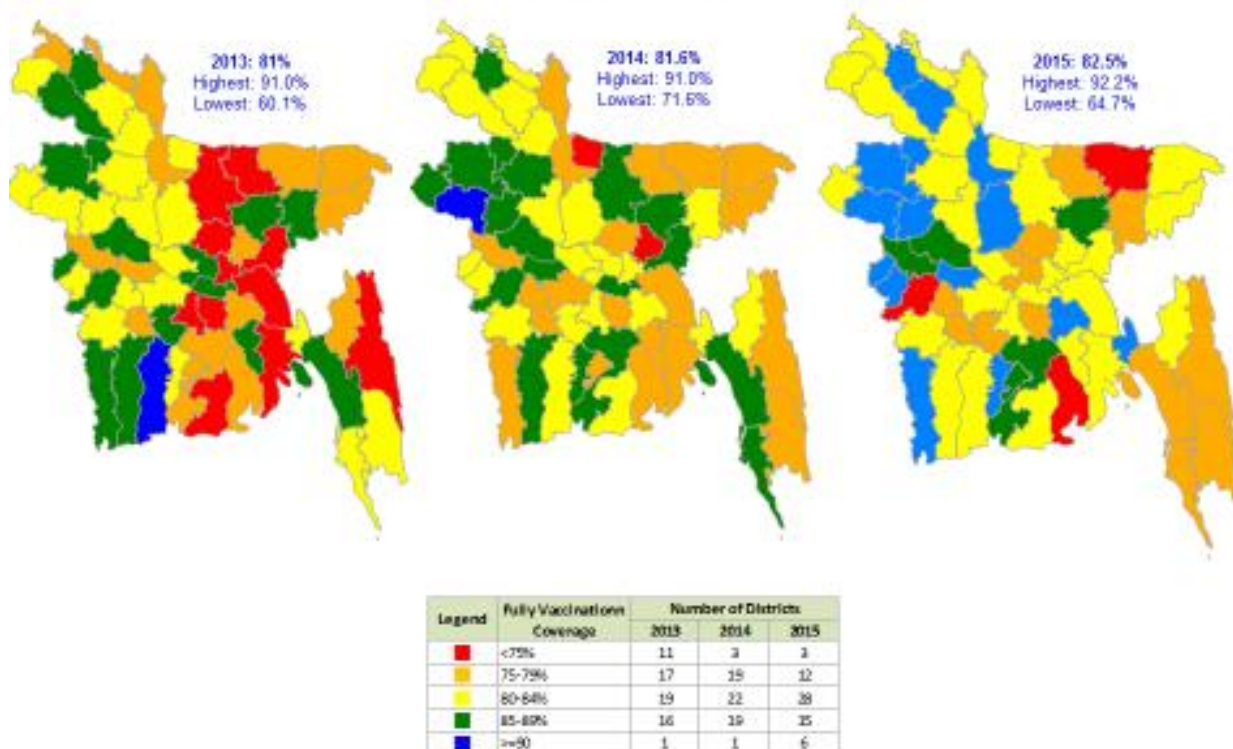 2013: 81%
Highest: 91.0%
Lowest: 60.1%
2014: 81.6%
Highest: 91.0%
Lowest: 71.6%
2015: 82.5%
Highest: 92.2%
Lowest: 64.7%
Legend Fully Vaccinationn Coverage Number of Districts
2013 2014 2015
<75% 11 3 3
75-79% 17 19 12
80-84% 19 22 28
85-89% 16 19 15
>=90 1 1 6